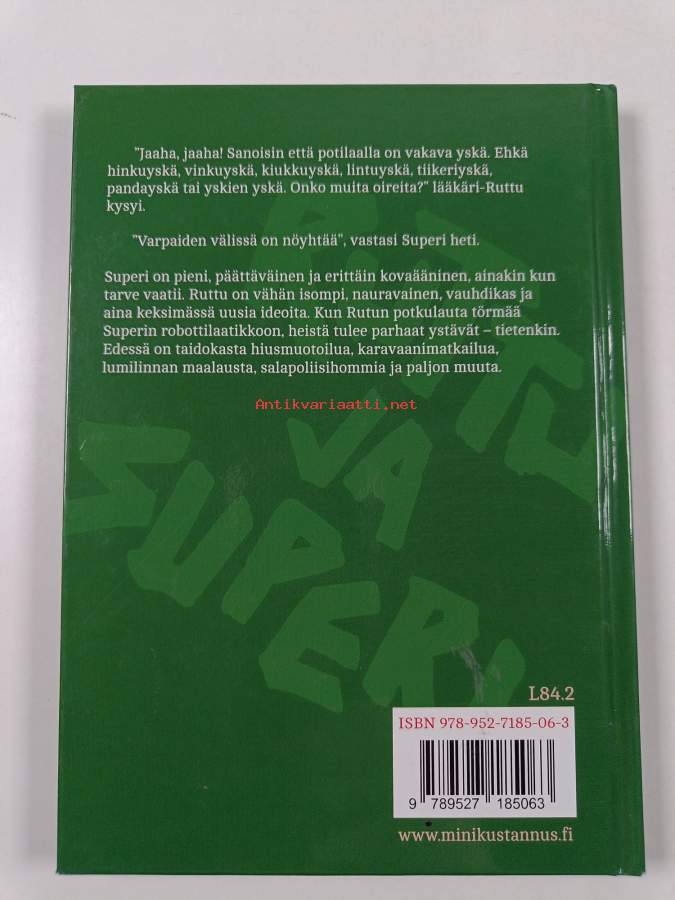 "Jaaha, jaaha! Sanoisin että potilaalla on vakava yskä. Ehkä
hinkuyskä, vinkuyskä, kiukkuyskä, lintuyskä, tiikeriyskä,
pandayskä tai yskien yskä. Onko muita oireita?" lääkäri-Ruttu
kysyi.
"Varpaiden välissä on nöyhtää", vastasi Superi heti.
Superi on pieni, päättäväinen ja erittäin kovaääninen, ainakin kun
tarve vaatii. Ruttu on vähän isompi, nauravainen, vauhdikas ja
aina keksimässä uusia ideoita. Kun Rutun potkulauta törmää
Superin robottilaatikkoon, heistä tulee parhaat ystävät – tietenkin.
Edessä on taidokasta hiusmuotoilua, karavaanimatkailua,
lumilinnan maalausta, salapoliisihommia ja paljon muuta.
Antikvariaatti.net
RUTTU
JA
SUPERI
L84.2
ISBN 978-952-7185-06-3
9 789527 185063
www.minikustannus.fi